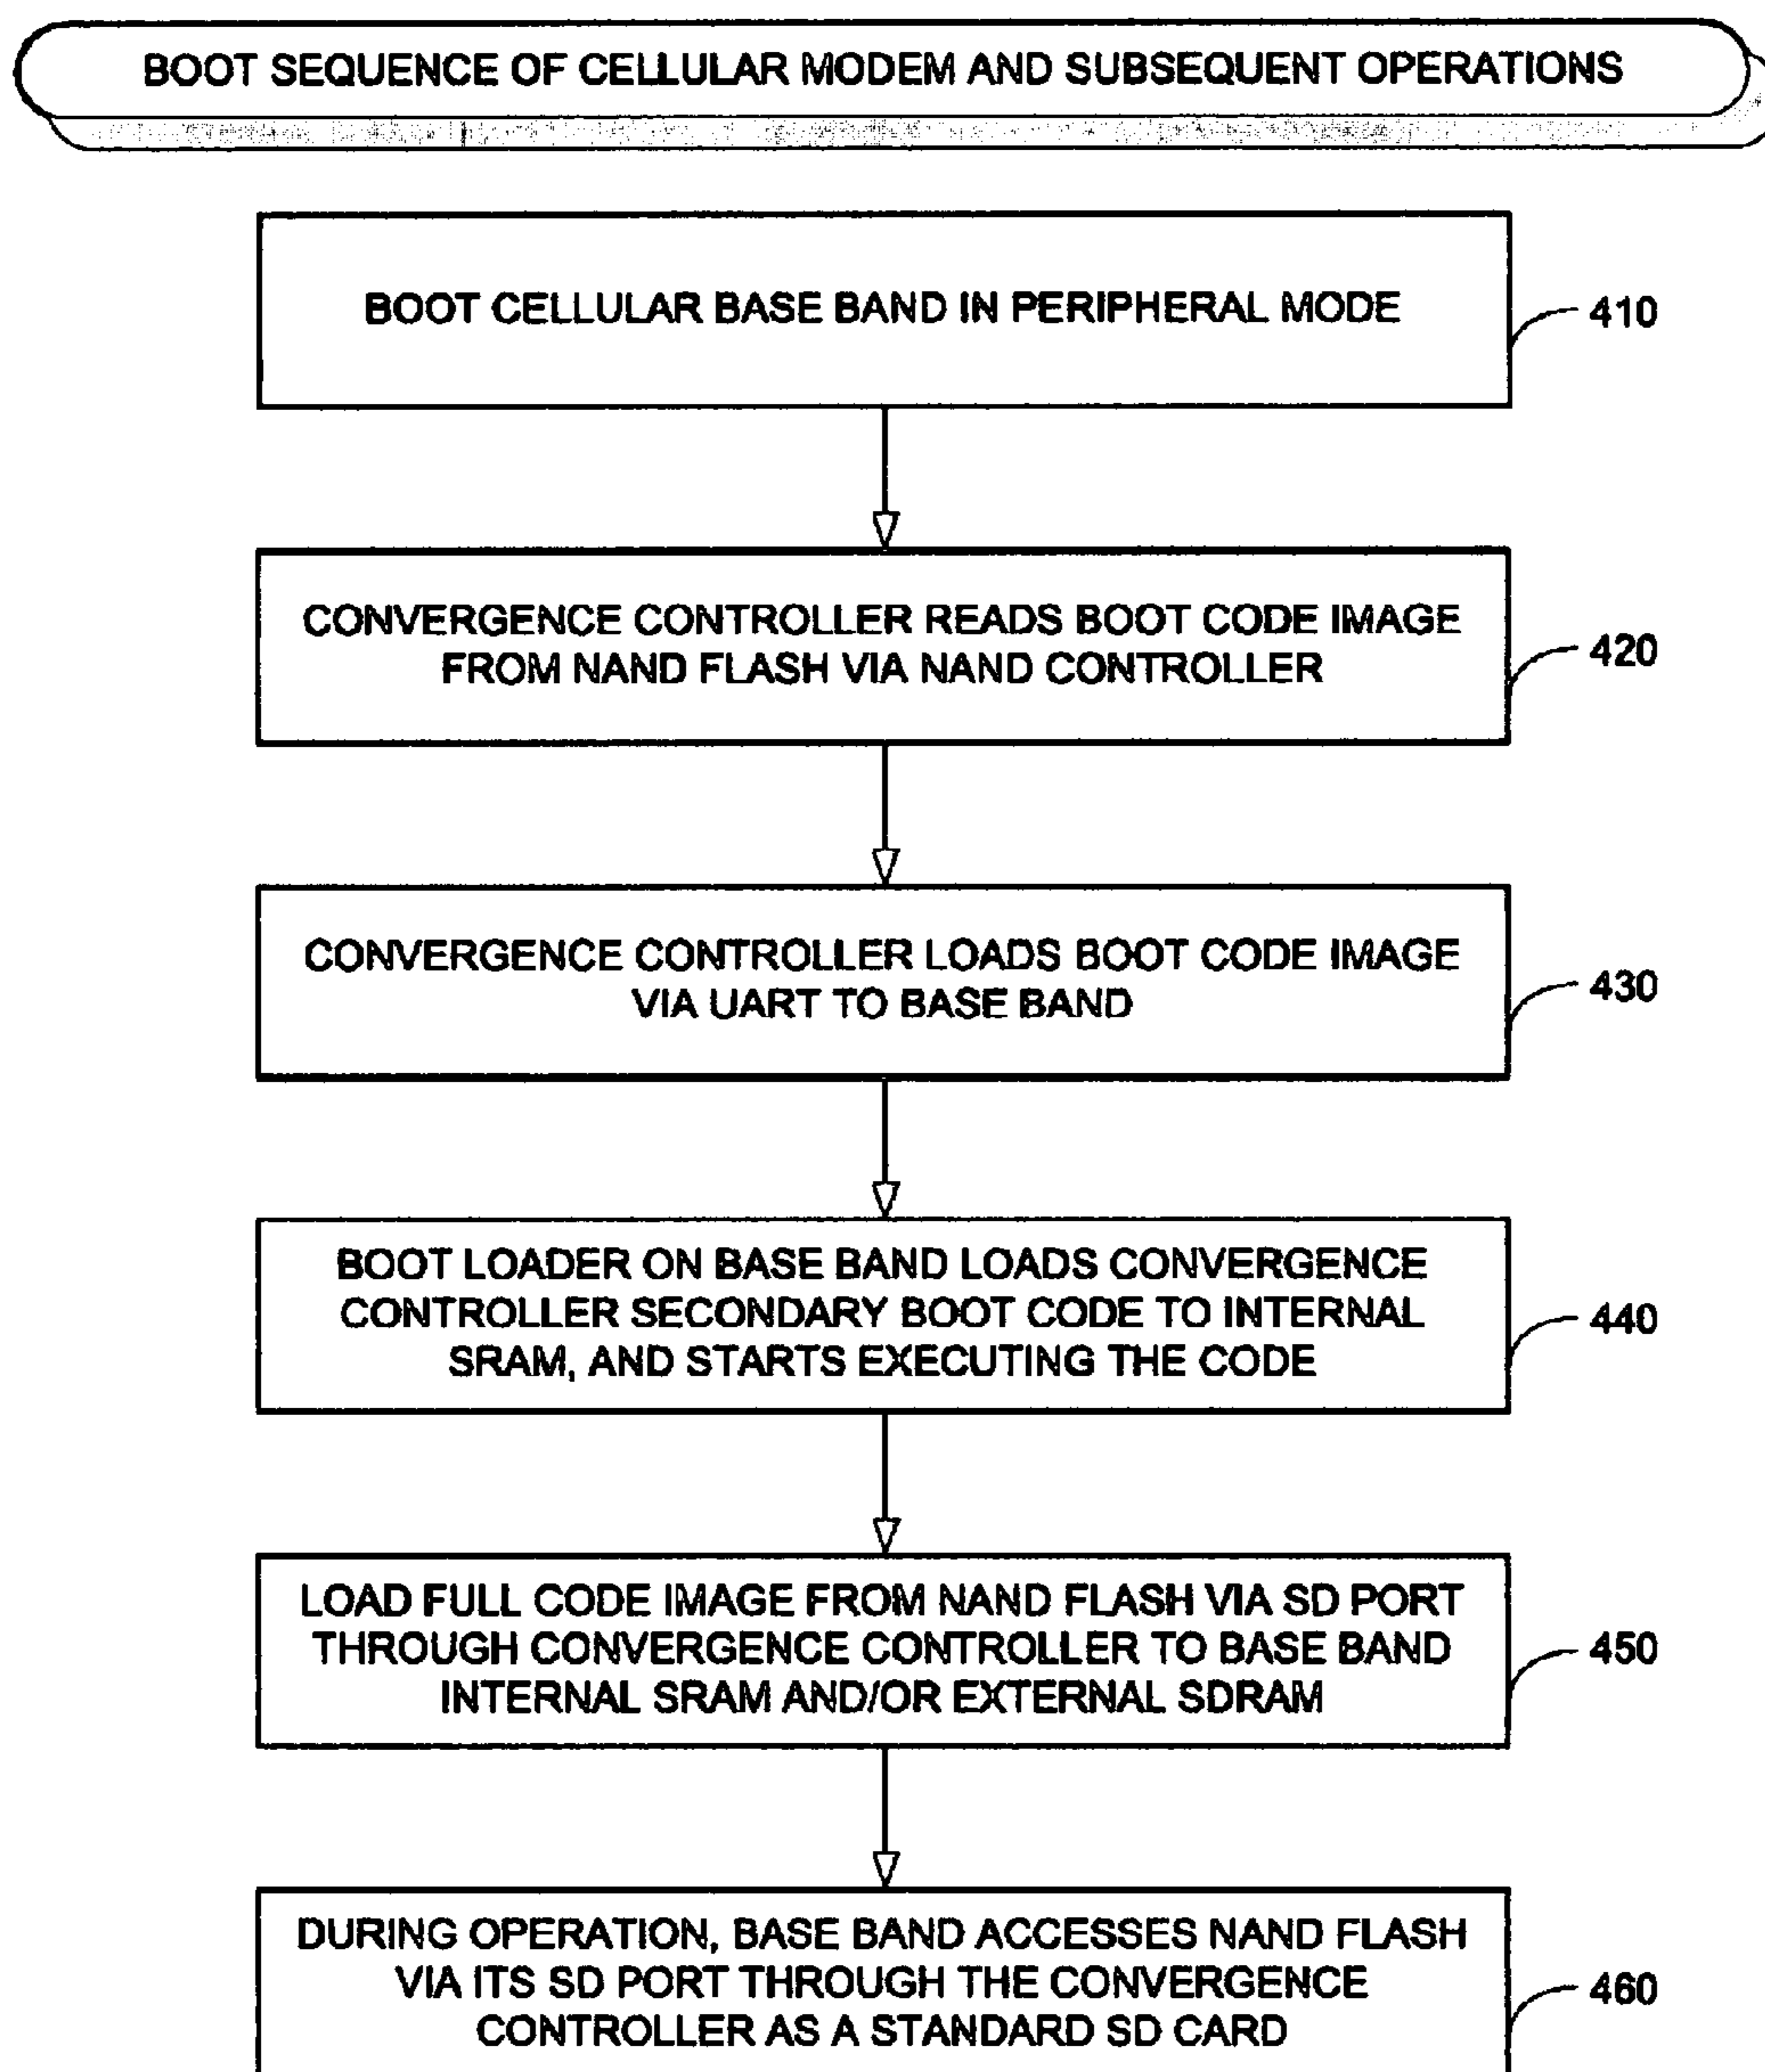 BOOT SEQUENCE OF CELLULAR MODEM AND SUBSEQUENT OPERATIONS
BOOT CELLULAR BASE BAND IN PERIPHERAL MODE
410
CONVERGENCE CONTROLLER READS BOOT CODE IMAGE
FROM NAND FLASH VIA NAND CONTROLLER
420
CONVERGENCE CONTROLLER LOADS BOOT CODE IMAGE
VIA UART TO BASE BAND
430
BOOT LOADER ON BASE BAND LOADS CONVERGENCE
CONTROLLER SECONDARY BOOT CODE TO INTERNAL
SRAM, AND STARTS EXECUTING THE CODE
440
LOAD FULL CODE IMAGE FROM NAND FLASH VIA SD PORT
THROUGH CONVERGENCE CONTROLLER TO BASE BAND
INTERNAL SRAM AND/OR EXTERNAL SDRAM
450
DURING OPERATION, BASE BAND ACCESSES NAND FLASH
VIA ITS SD PORT THROUGH THE CONVERGENCE
CONTROLLER AS A STANDARD SD CARD
460